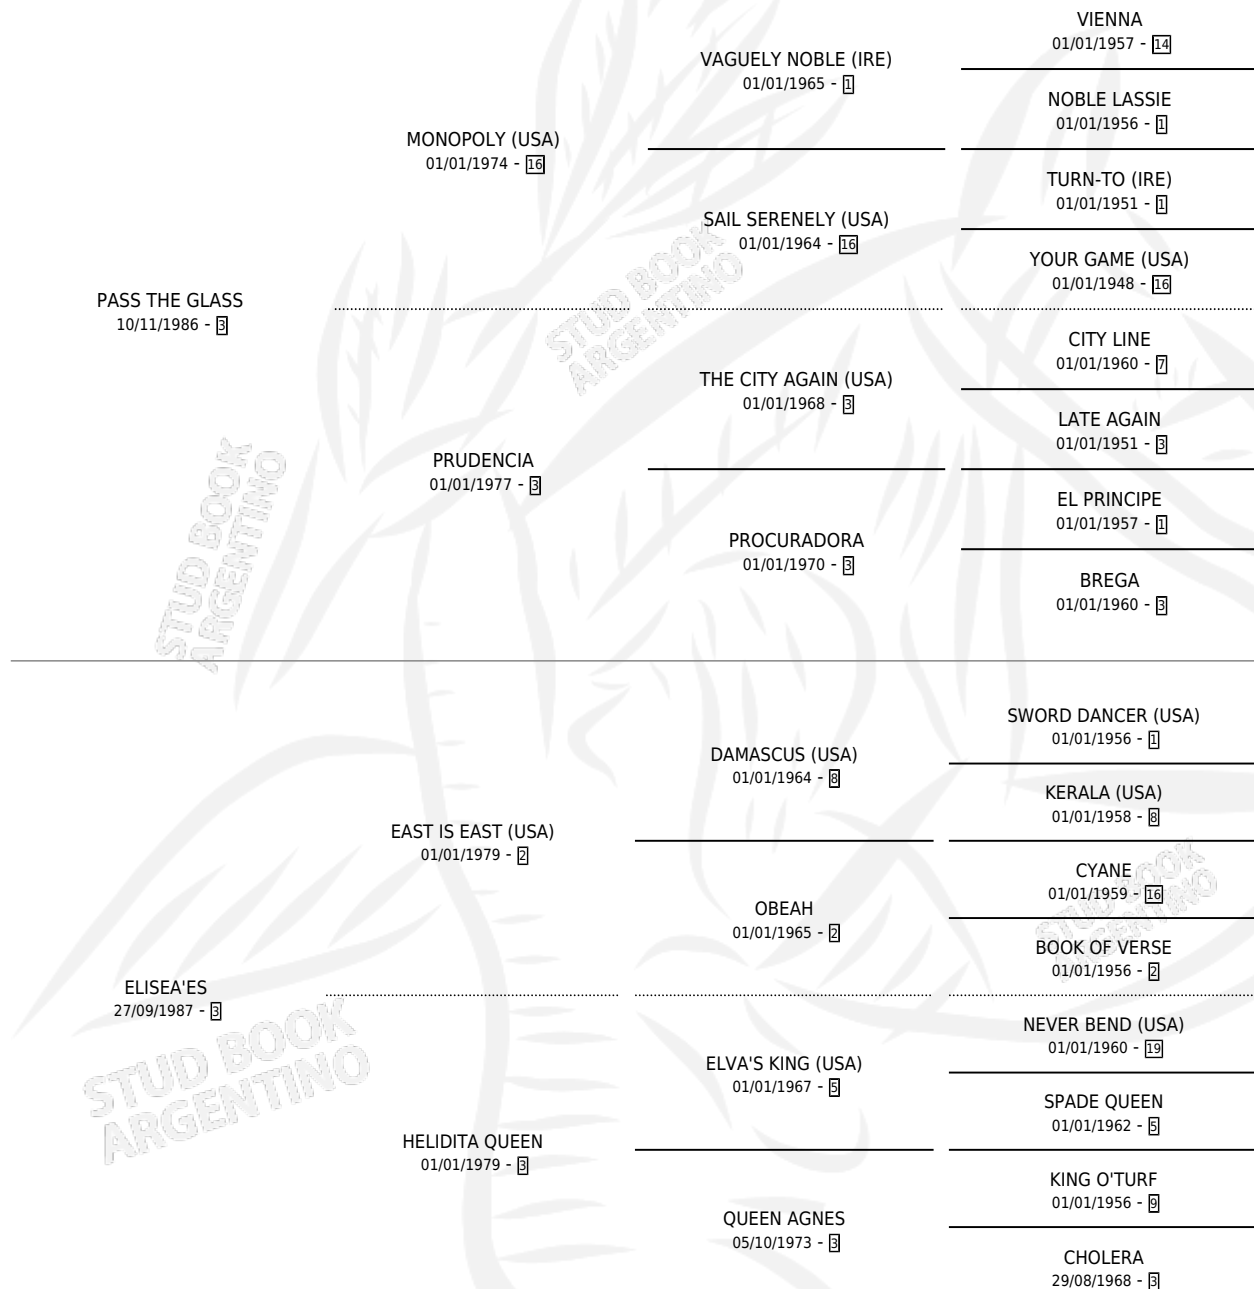 VIENNA
01/01/1957 - 14
VAGUELY NOBLE (IRE)
01/01/1965 - 1
NOBLE LASSIE
01/01/1956 - 1
MONOPOLY (USA)
01/01/1974 - 16
TURN-TO (IRE)
01/01/1951 - 1
SAIL SERENELY (USA)
01/01/1964 - 16
YOUR GAME (USA)
01/01/1948 - 16
PASS THE GLASS
10/11/1986 - 3
CITY LINE
01/01/1960 - 7
THE CITY AGAIN (USA)
01/01/1968 - 3
LATE AGAIN
01/01/1951 - 3
PRUDENCIA
01/01/1977 - 3
EL PRINCIPE
01/01/1957 - 1
PROCURADORA
01/01/1970 - 3
BREGA
01/01/1960 - 3
STUD BOOK
ARGENTINO
STUD BOOK
ARGENTINO
SWORD DANCER (USA)
01/01/1956 - 1
DAMASCUS (USA)
01/01/1964 - 8
KERALA (USA)
01/01/1958 - 8
EAST IS EAST (USA)
01/01/1979 - 2
CYANE
01/01/1959 - 16
OBEAH
01/01/1965 - 2
BOOK OF VERSE
01/01/1956 - 2
ELISEA'ES
27/09/1987 - 3
NEVER BEND (USA)
01/01/1960 - 19
ELVA'S KING (USA)
01/01/1967 - 5
SPADE QUEEN
01/01/1962 - 5
HELIDITA QUEEN
01/01/1979 - 3
KING O'TURF
01/01/1956 - 9
QUEEN AGNES
05/10/1973 - 3
CHOLERA
29/08/1968 - 3
STUD BOOK
ARGENTINO
STUD BOOK
ARGENTINO